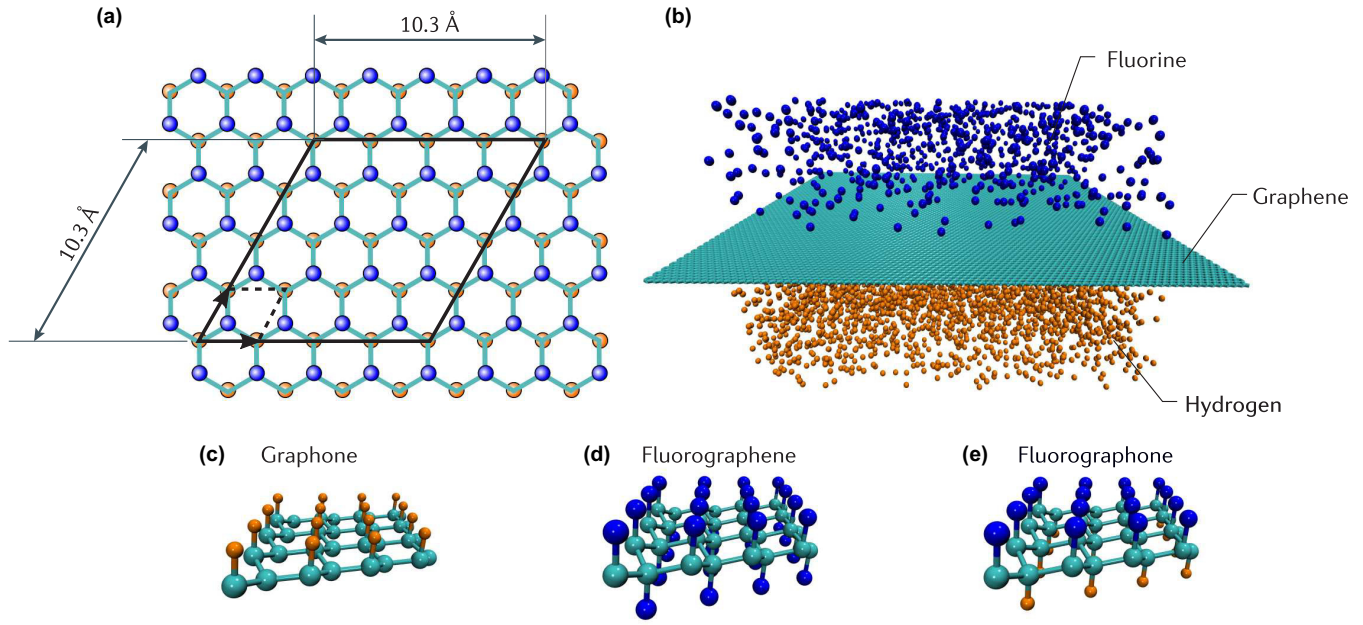 (a)
10.3 Å
10.3 Å
(b)
Fluorine
Graphene
Hydrogen
(c) Graphone
(d) Fluorographene
(e) Fluorographone